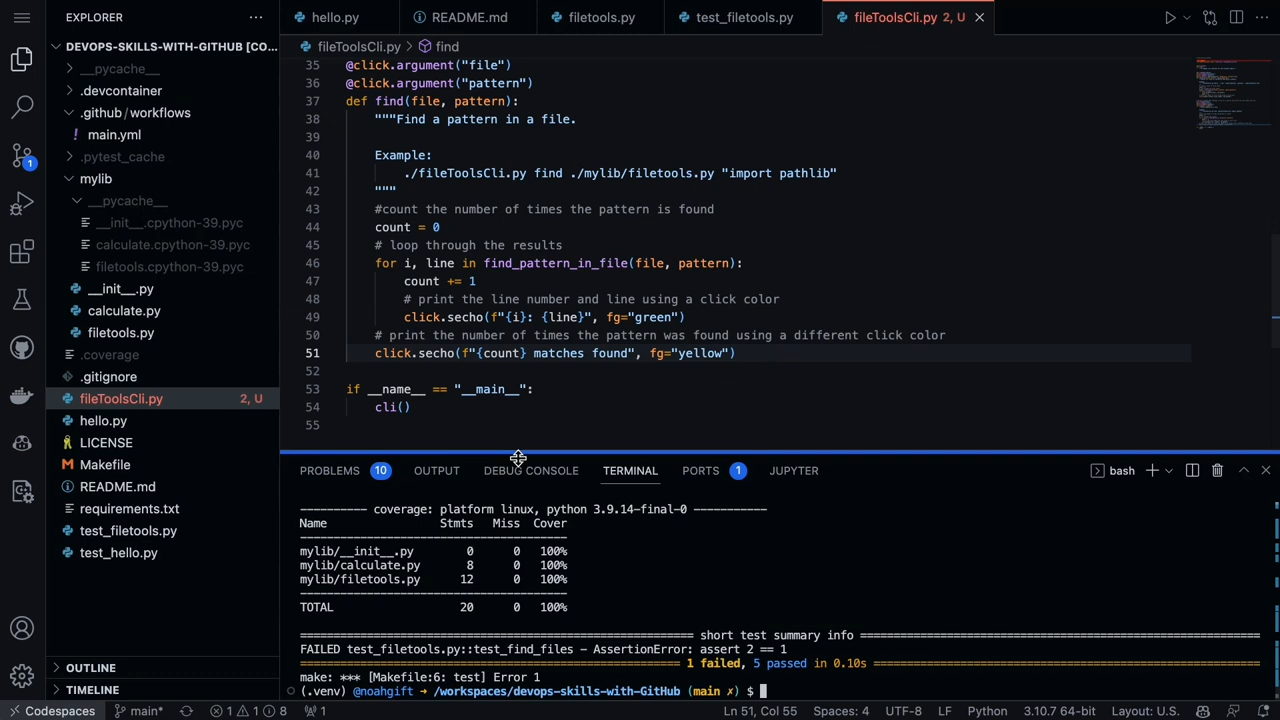 EXPLORER
hello.py
README.md
filetools.py
test_filetools.py
fileToolsCli.py 2, U
DEVOPS-SKILLS-WITH-GITHUB [CO...
__pycache__
.devcontainer
.github / workflows
main.yml
.pytest_cache
mylib
__pycache__
__init__.cpython-39.pyc
calculate.cpython-39.pyc
filetools.cpython-39.pyc
__init__.py
calculate.py
filetools.py
.coverage
.gitignore
fileToolsCli.py 2, U
hello.py
LICENSE
Makefile
README.md
requirements.txt
test_filetools.py
test_hello.py
OUTLINE
TIMELINE
fileToolsCli.py > find
35 @click.argument("file")
36 @click.argument("pattern")
37 def find(file, pattern):
38 """Find a pattern in a file.
39
40 Example:
41 ./fileToolsCli.py find ./mylib/filetools.py "import pathlib"
42 """
43 #count the number of times the pattern is found
44 count = 0
45 # loop through the results
46 for i, line in find_pattern_in_file(file, pattern):
47 count += 1
48 # print the line number and line using a click color
49 click.secho(f"{i}: {line}", fg="green")
50 # print the number of times the pattern was found using a different click color
51 click.secho(f"{count} matches found", fg="yellow")
52
53 if __name__ == "__main__":
54 cli()
55
PROBLEMS 10 OUTPUT DEBUG CONSOLE TERMINAL PORTS 1 JUPYTER bash
---------- coverage: platform linux, python 3.9.14-final-0 -----------
Name Stmts Miss Cover
----------------------------------------
mylib/__init__.py 0 0 100%
mylib/calculate.py 8 0 100%
mylib/filetools.py 12 0 100%
----------------------------------------
TOTAL 20 0 100%
short test summary info
FAILED test_filetools.py::test_find_files - AssertionError: assert 2 == 1
1 failed, 5 passed in 0.10s
make: *** [Makefile:6: test] Error 1
(.venv) @noahgift → /workspaces/devops-skills-with-GitHub (main ✗) $
Codespaces main* 1 1 8 1 Ln 51, Col 55 Spaces: 4 UTF-8 LF Python 3.10.7 64-bit Layout: U.S.